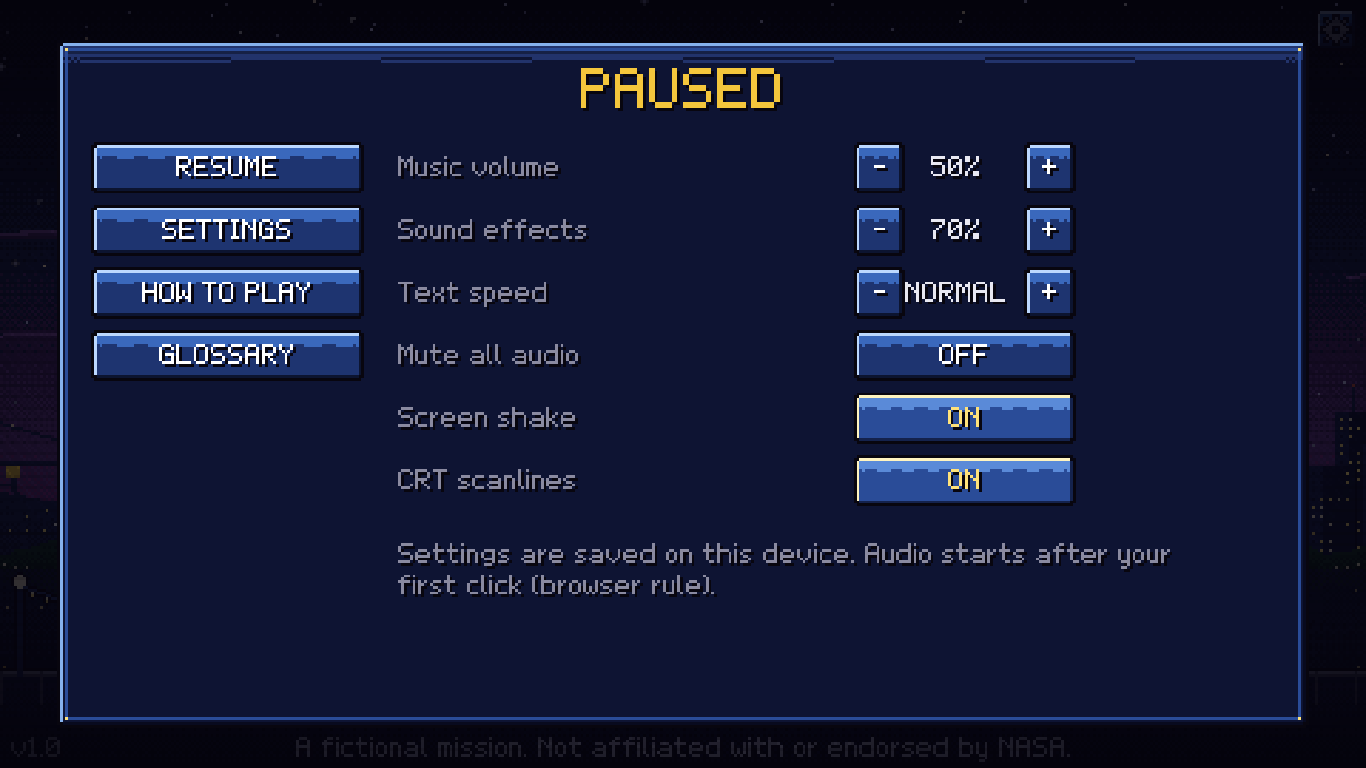 PAUSED
RESUME
Music volume - 50% +
SETTINGS
Sound effects - 70% +
HOW TO PLAY
Text speed - NORMAL +
GLOSSARY
Mute all audio OFF
Screen shake ON
CRT scanlines ON
Settings are saved on this device. Audio starts after your
first click (browser rule).
v1.0
A fictional mission. Not affiliated with or endorsed by NASA.